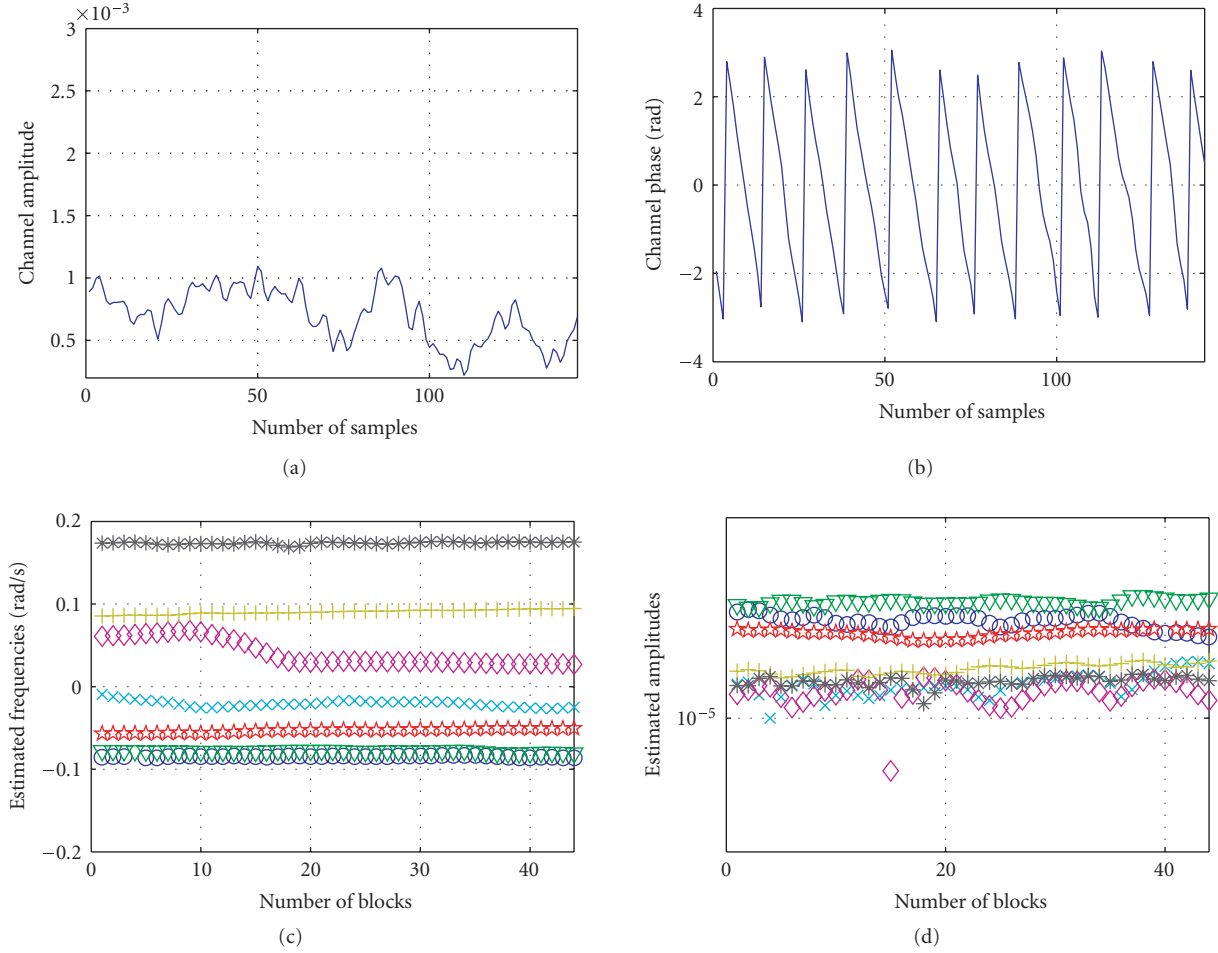 ×10⁻³
3
2.5
2
1.5
1
0.5
0
50
100
Channel amplitude
Number of samples
(a)
4
2
0
−2
−4
0
50
100
Channel phase (rad)
Number of samples
(b)
0.2
0.1
0
−0.1
−0.2
0
10
20
30
40
Estimated frequencies (rad/s)
Number of blocks
(c)
10⁻⁵
0
20
40
Estimated amplitudes
Number of blocks
(d)